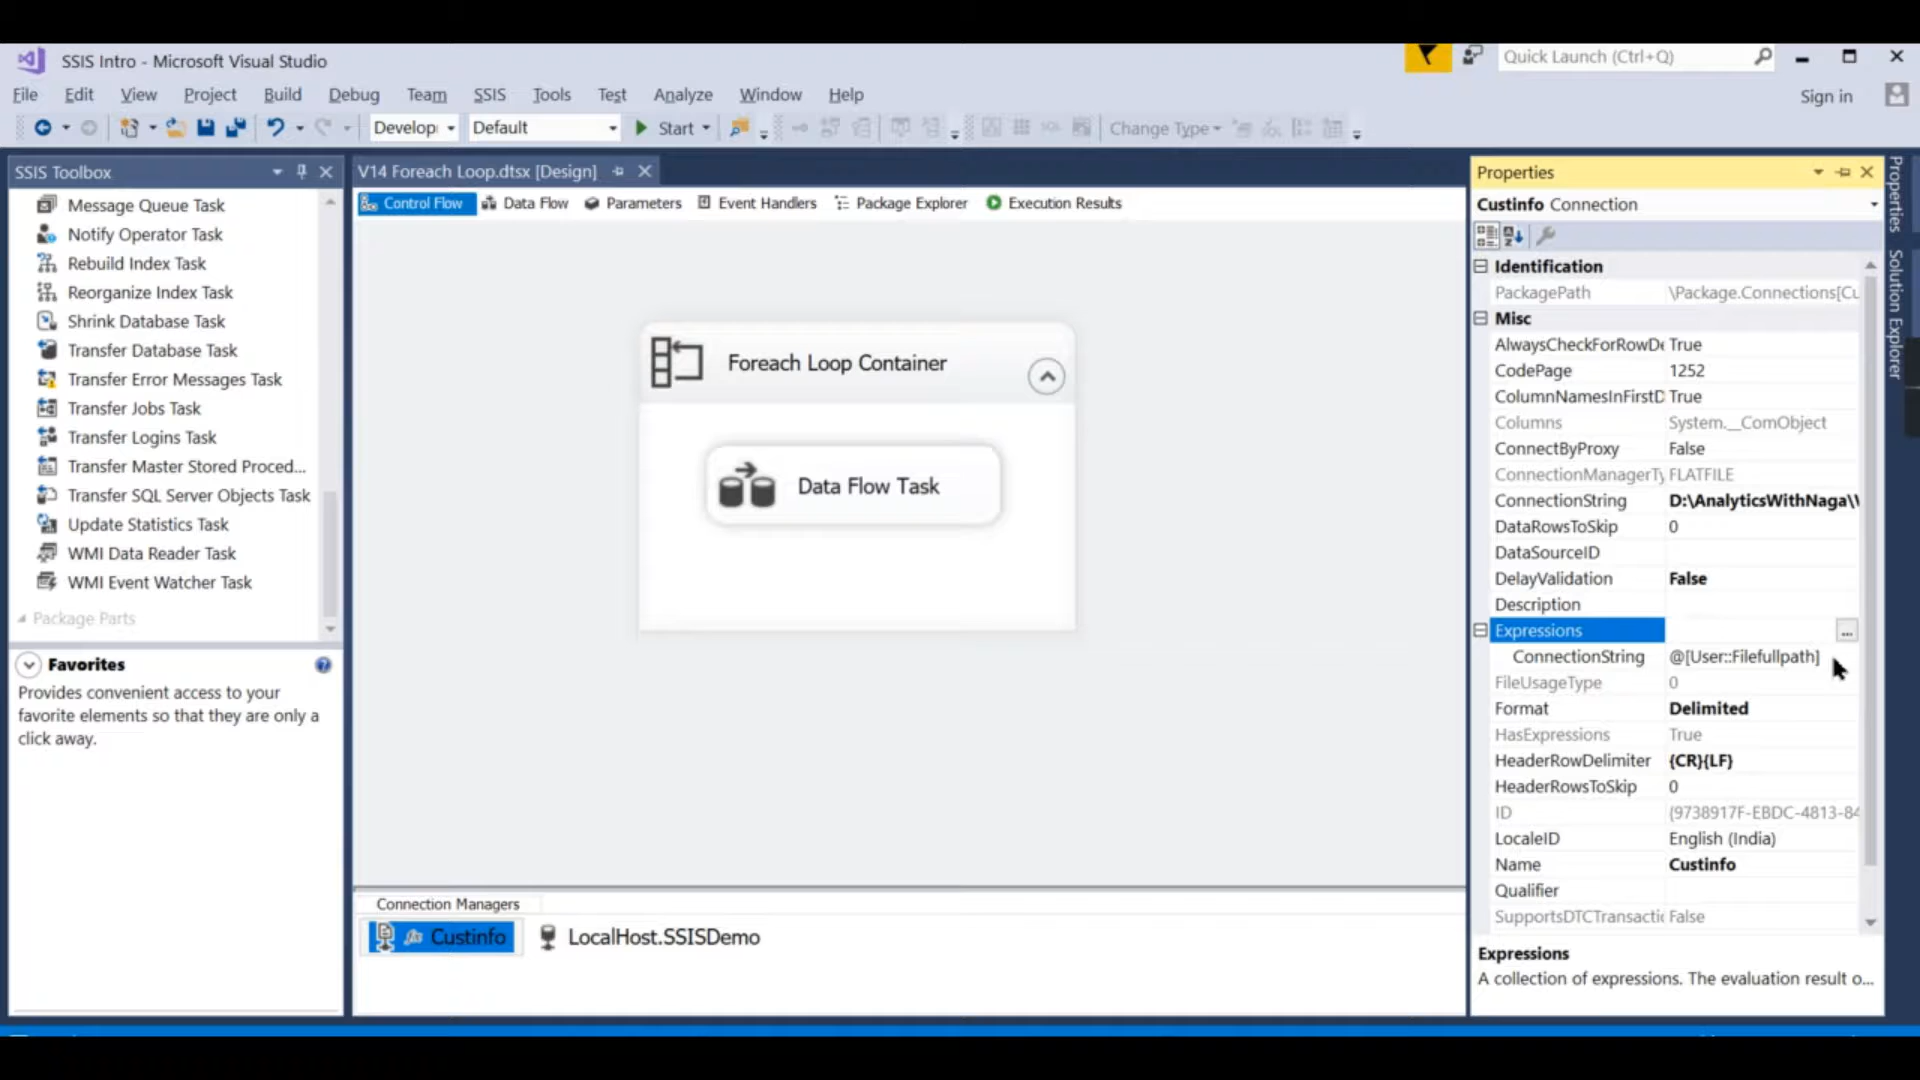 SSIS Intro - Microsoft Visual Studio
Quick Launch (Ctrl+Q)
File Edit View Project Build Debug Team SSIS Tools Test Analyze Window Help
Sign in
Develop Default Start Change Type
SSIS Toolbox
Message Queue Task
Notify Operator Task
Rebuild Index Task
Reorganize Index Task
Shrink Database Task
Transfer Database Task
Transfer Error Messages Task
Transfer Jobs Task
Transfer Logins Task
Transfer Master Stored Proced...
Transfer SQL Server Objects Task
Update Statistics Task
WMI Data Reader Task
WMI Event Watcher Task
Package Parts
Favorites
Provides convenient access to your
favorite elements so that they are only a
click away.
V14 Foreach Loop.dtsx [Design]
Control Flow Data Flow Parameters Event Handlers Package Explorer Execution Results
Foreach Loop Container
Data Flow Task
Connection Managers
fx Custinfo LocalHost.SSISDemo
Properties
Custinfo Connection
Identification
PackagePath \Package.Connections[Cu
Misc
AlwaysCheckForRowDe True
CodePage 1252
ColumnNamesInFirstD True
Columns System.__ComObject
ConnectByProxy False
ConnectionManagerTy FLATFILE
ConnectionString D:\AnalyticsWithNaga\
DataRowsToSkip 0
DataSourceID
DelayValidation False
Description
Expressions ...
ConnectionString @[User::Filefullpath]
FileUsageType 0
Format Delimited
HasExpressions True
HeaderRowDelimiter {CR}{LF}
HeaderRowsToSkip 0
ID {9738917F-EBDC-4813-84
LocaleID English (India)
Name Custinfo
Qualifier
SupportsDTCTransactic False
Expressions
A collection of expressions. The evaluation result o...
Properties
Solution Explorer